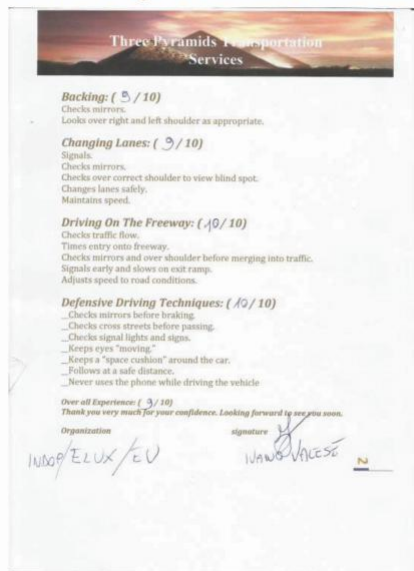 Three Pyramids Transportation
Services
Backing: ( 9 / 10)
Checks mirrors.
Looks over right and left shoulder as appropriate.
Changing Lanes: ( 9/ 10)
Signals.
Checks mirrors.
Checks over correct shoulder to view blind spot.
Changes lanes safely.
Maintains speed.
Driving On The Freeway: (10/ 10)
Checks traffic flow.
Times entry onto freeway.
Checks mirrors and over shoulder before merging into traffic.
Signals early and slows on exit ramp.
Adjusts speed to road conditions.
Defensive Driving Techniques: ( 10/ 10)
_Checks mirrors before braking.
_Checks cross streets before passing.
_Checks signal lights and signs.
_Keeps eyes "moving."
_Keeps a "space cushion" around the car.
_Follows at a safe distance.
_Never uses the phone while driving the vehicle
Over all Experience: ( 9/ 10)
Thank you very much for your confidence. Looking forward to see you soon.
Organization signature
/ELUX/EU IVANO VALESE
2